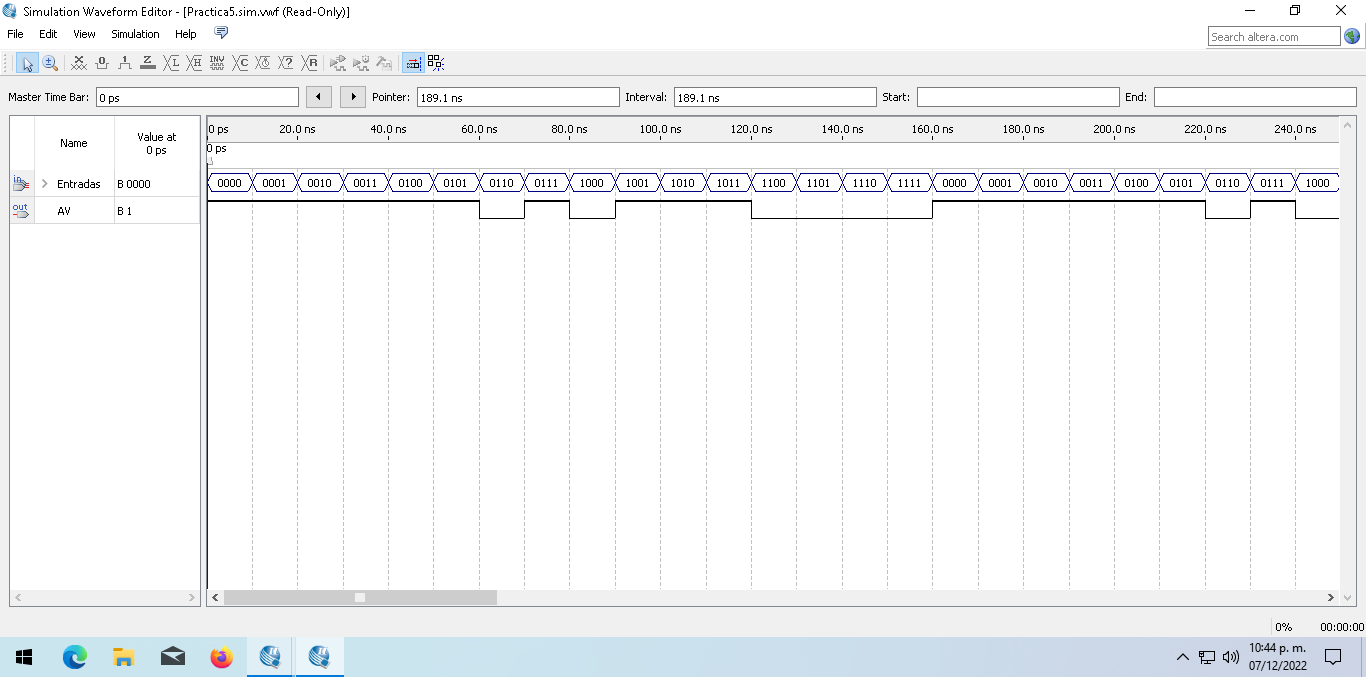 Simulation Waveform Editor - [Practica5.sim.vwf (Read-Only)]
File Edit View Simulation Help
Search altera.com
Master Time Bar: 0 ps Pointer: 189.1 ns Interval: 189.1 ns Start: End:
Name Value at 0 ps
0 ps 20.0 ns 40.0 ns 60.0 ns 80.0 ns 100.0 ns 120.0 ns 140.0 ns 160.0 ns 180.0 ns 200.0 ns 220.0 ns 240.0 ns
0 ps
in Entradas B 0000 0000 0001 0010 0011 0100 0101 0110 0111 1000 1001 1010 1011 1100 1101 1110 1111 0000 0001 0010 0011 0100 0101 0110 0111 1000
out AV B 1
0% 00:00:00
10:44 p. m.
07/12/2022